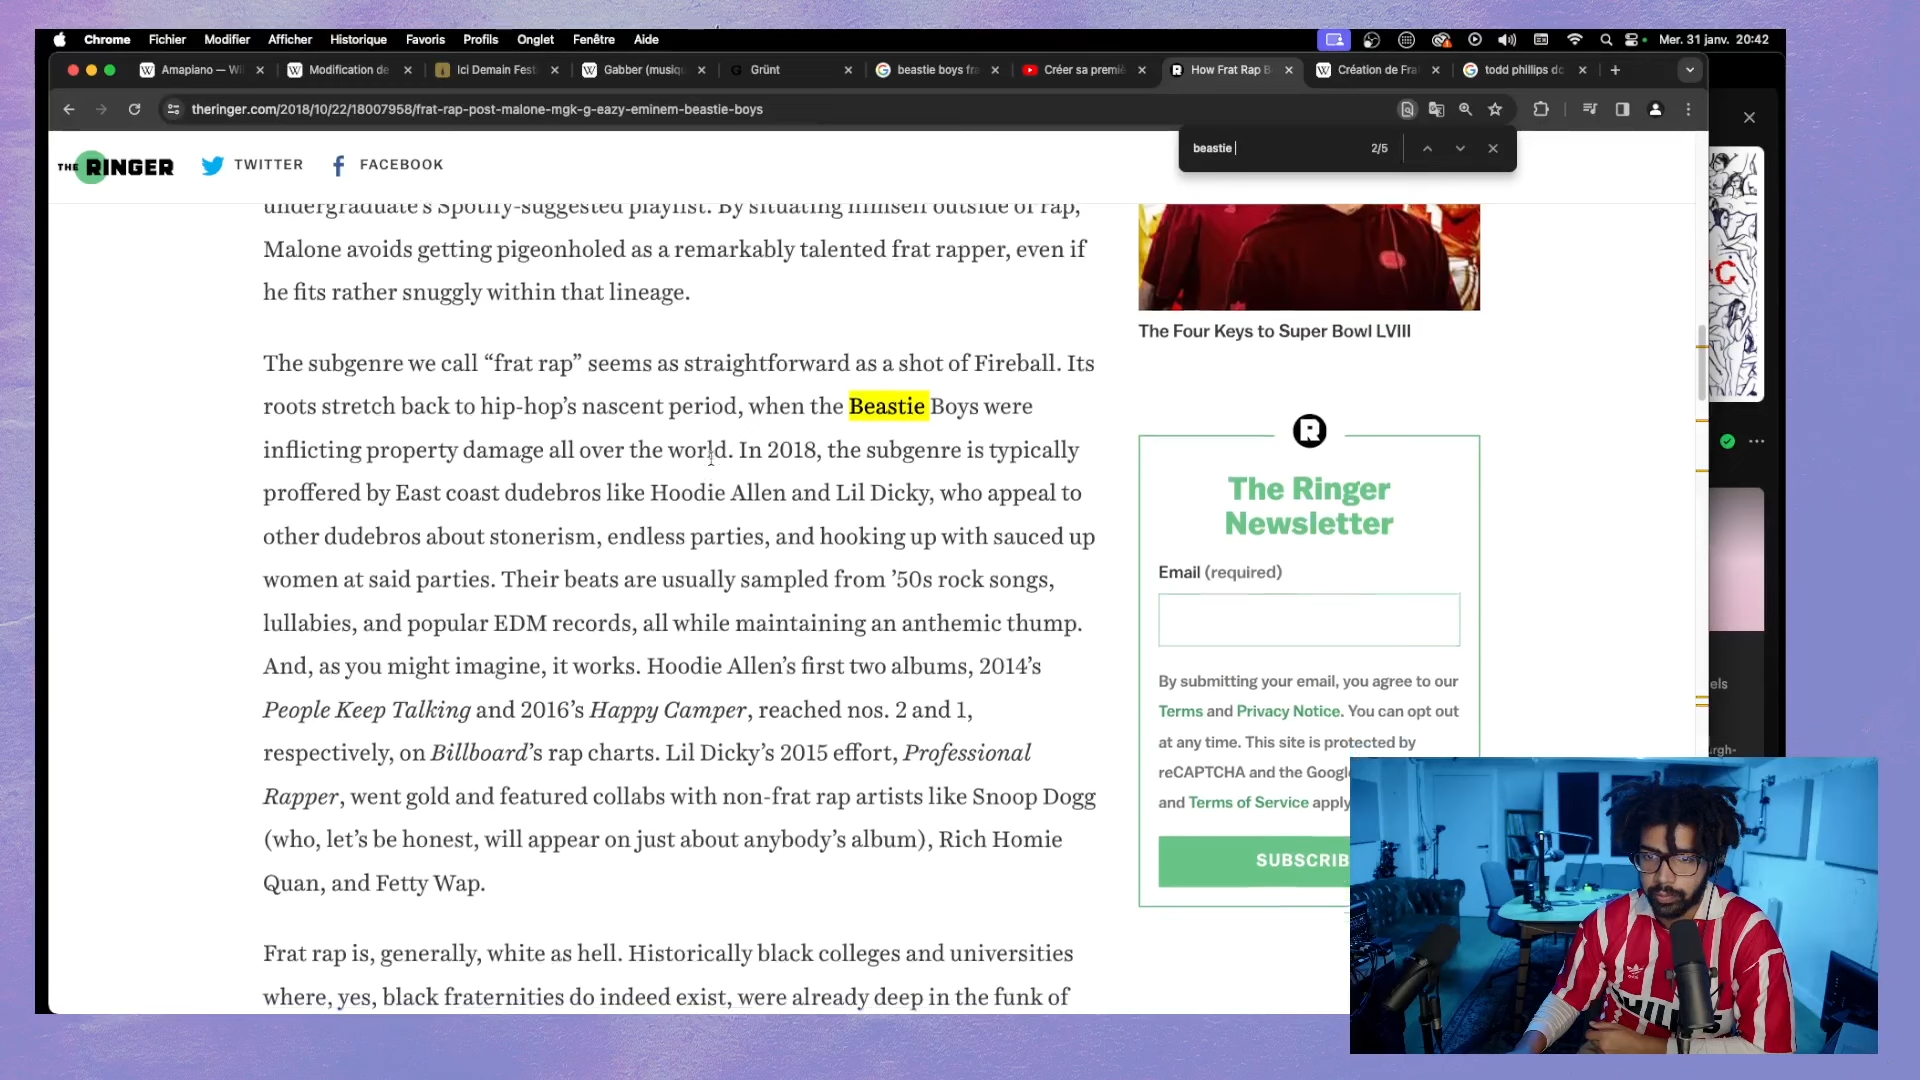 Chrome Fichier Modifier Afficher Historique Favoris Profils Onglet Fenêtre Aide Mer. 31 janv. 20:42
Amapiano — Wi Modification de Ici Demain Fest Gabber (musiqu Grünt beastie boys fra Créer sa premiè How Frat Rap B Création de Fra todd phillips do
theringer.com/2018/10/22/18007958/frat-rap-post-malone-mgk-g-eazy-eminem-beastie-boys
beastie 2/5
THE RINGER TWITTER FACEBOOK
undergraduate's Spotify-suggested playlist. By situating himself outside of rap,
Malone avoids getting pigeonholed as a remarkably talented frat rapper, even if
he fits rather snuggly within that lineage.
The subgenre we call “frat rap” seems as straightforward as a shot of Fireball. Its
roots stretch back to hip-hop’s nascent period, when the Beastie Boys were
inflicting property damage all over the world. In 2018, the subgenre is typically
proffered by East coast dudebros like Hoodie Allen and Lil Dicky, who appeal to
other dudebros about stonerism, endless parties, and hooking up with sauced up
women at said parties. Their beats are usually sampled from ’50s rock songs,
lullabies, and popular EDM records, all while maintaining an anthemic thump.
And, as you might imagine, it works. Hoodie Allen’s first two albums, 2014’s
People Keep Talking and 2016’s Happy Camper, reached nos. 2 and 1,
respectively, on Billboard’s rap charts. Lil Dicky’s 2015 effort, Professional
Rapper, went gold and featured collabs with non-frat rap artists like Snoop Dogg
(who, let’s be honest, will appear on just about anybody’s album), Rich Homie
Quan, and Fetty Wap.
Frat rap is, generally, white as hell. Historically black colleges and universities
where, yes, black fraternities do indeed exist, were already deep in the funk of
The Four Keys to Super Bowl LVIII
R
The Ringer
Newsletter
Email (required)
By submitting your email, you agree to our
Terms and Privacy Notice. You can opt out
at any time. This site is protected by
reCAPTCHA and the Googl
and Terms of Service apply
SUBSCRIB
els
urgh-